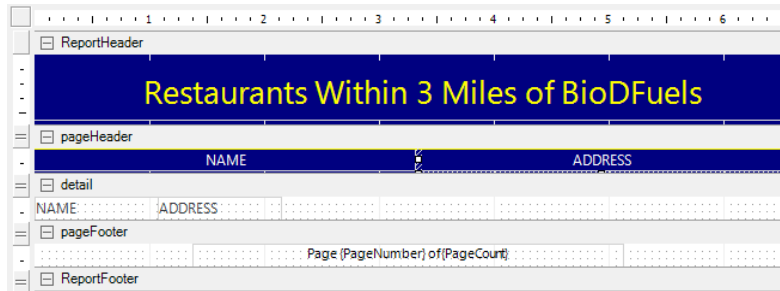 1 2 3 4 5 6
ReportHeader
Restaurants Within 3 Miles of BioDFuels
pageHeader
NAME ADDRESS
detail
NAME ADDRESS
pageFooter
Page {PageNumber} of {PageCount}
ReportFooter